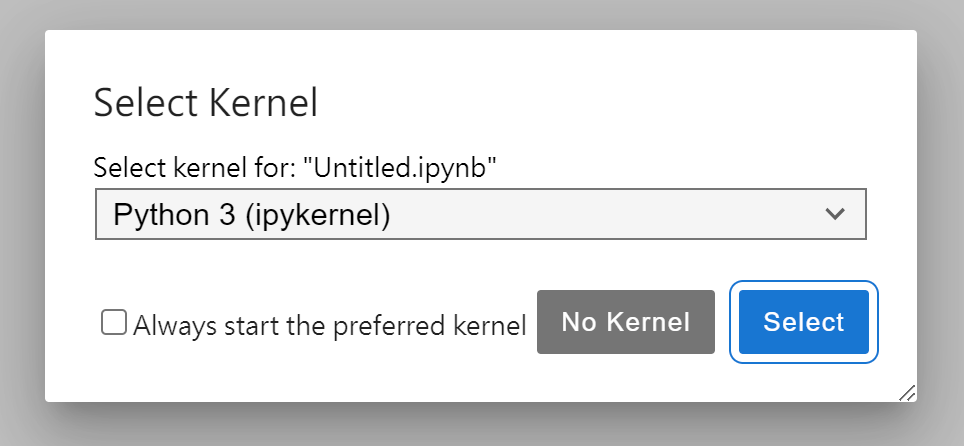 Select Kernel
Select kernel for: "Untitled.ipynb"
Python 3 (ipykernel)
Always start the preferred kernel No Kernel Select